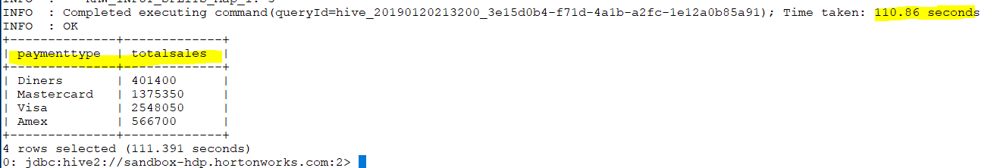 INFO  : Completed executing command(queryId=hive_20190120213200_3e15d0b4-f71d-4a1b-a2fc-1e12a0b85a91); Time taken: 110.86 seconds
INFO  : OK
+--------------+-------------+
| paymenttype  | totalsales  |
+--------------+-------------+
| Diners       | 401400      |
| Mastercard   | 1375350     |
| Visa         | 2548050     |
| Amex         | 566700      |
+--------------+-------------+
4 rows selected (111.391 seconds)
0: jdbc:hive2://sandbox-hdp.hortonworks.com:2>